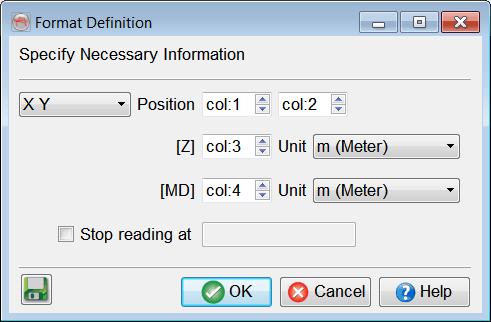 Format Definition
Specify Necessary Information
X Y Position col:1 col:2
[Z] col:3 Unit m (Meter)
[MD] col:4 Unit m (Meter)
Stop reading at
OK Cancel Help